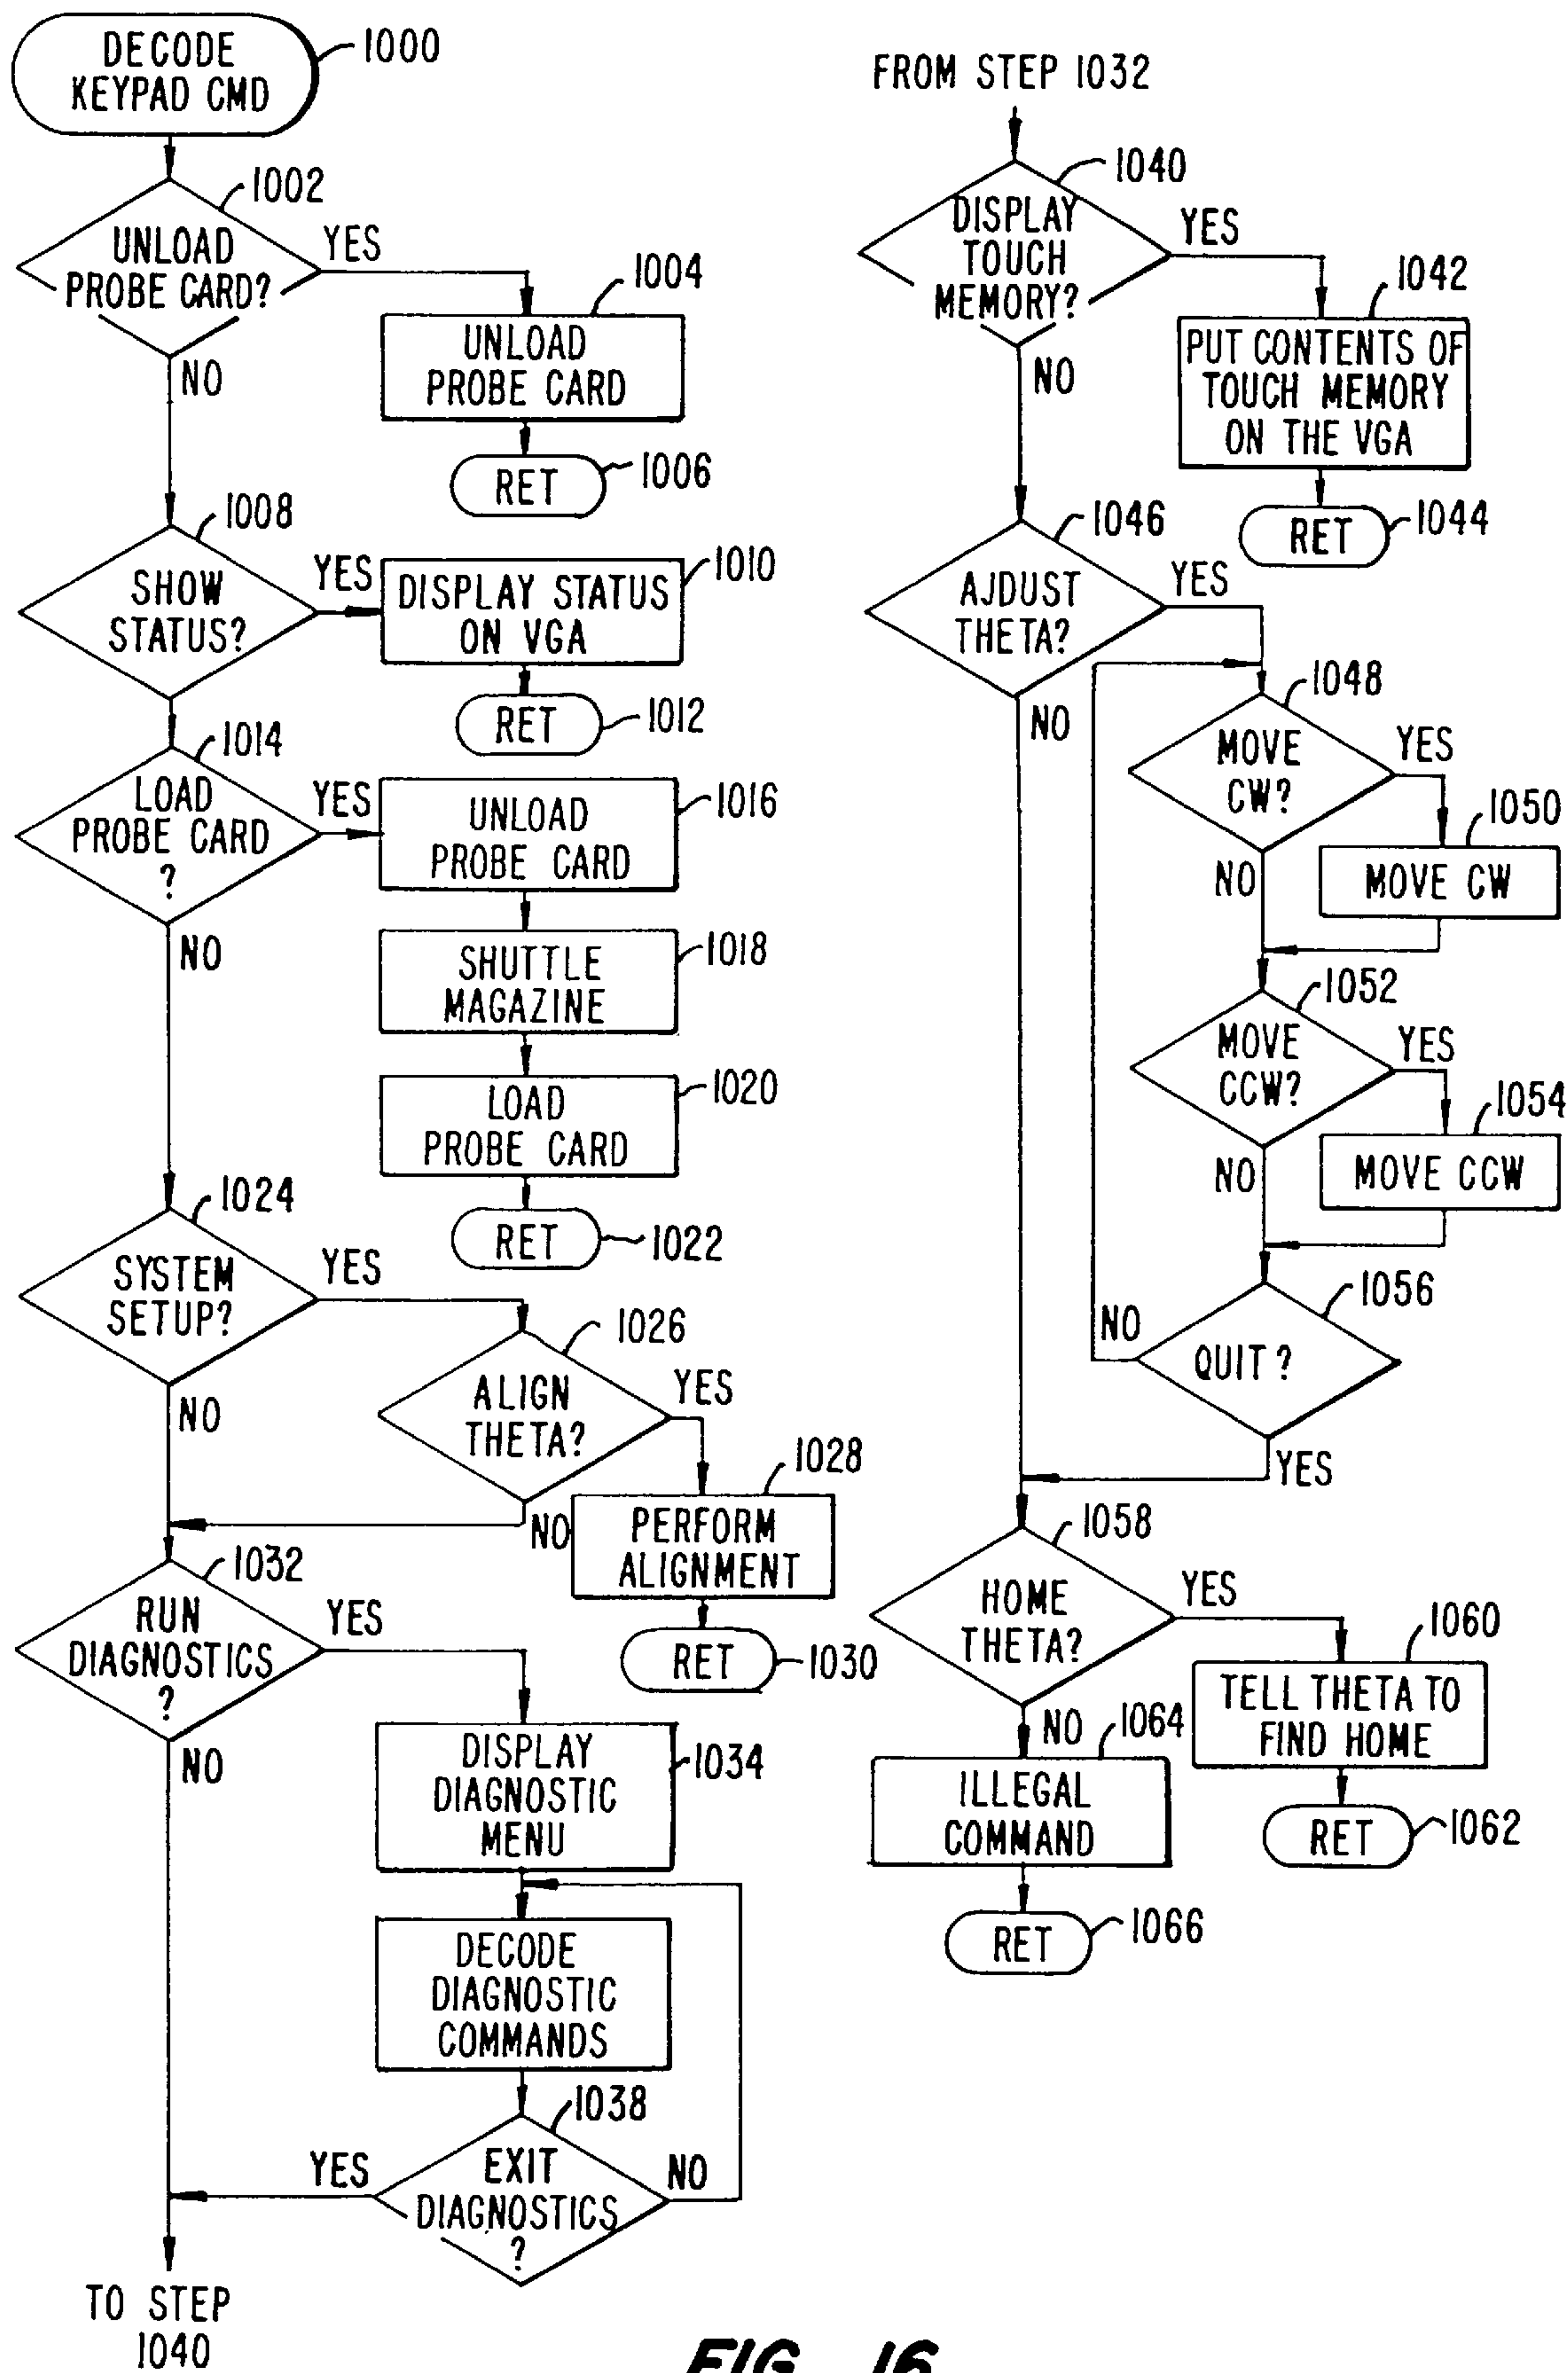 DECODE
KEYPAD CMD
1000
1002
UNLOAD
PROBE CARD?
YES
NO
1004
UNLOAD
PROBE CARD
RET
1006
1008
SHOW
STATUS?
YES
1010
DISPLAY STATUS
ON VGA
RET
1012
1014
LOAD
PROBE CARD
?
YES
NO
1016
UNLOAD
PROBE CARD
1018
SHUTTLE
MAGAZINE
1020
LOAD
PROBE CARD
RET
1022
1024
SYSTEM
SETUP?
YES
NO
1026
ALIGN
THETA?
YES
NO
1028
PERFORM
ALIGNMENT
RET
1030
1032
RUN
DIAGNOSTICS
?
YES
NO
DISPLAY
DIAGNOSTIC
MENU
1034
DECODE
DIAGNOSTIC
COMMANDS
1038
EXIT
DIAGNOSTICS
?
YES
NO
TO STEP
1040
FROM STEP 1032
1040
DISPLAY
TOUCH
MEMORY?
YES
NO
1042
PUT CONTENTS OF
TOUCH MEMORY
ON THE VGA
RET
1044
1046
AJDUST
THETA?
YES
NO
1048
MOVE
CW?
YES
NO
1050
MOVE CW
1052
MOVE
CCW?
YES
NO
1054
MOVE CCW
1056
QUIT?
NO
YES
1058
HOME
THETA?
YES
NO
1060
TELL THETA TO
FIND HOME
RET
1062
1064
ILLEGAL
COMMAND
RET
1066
FIG. 16